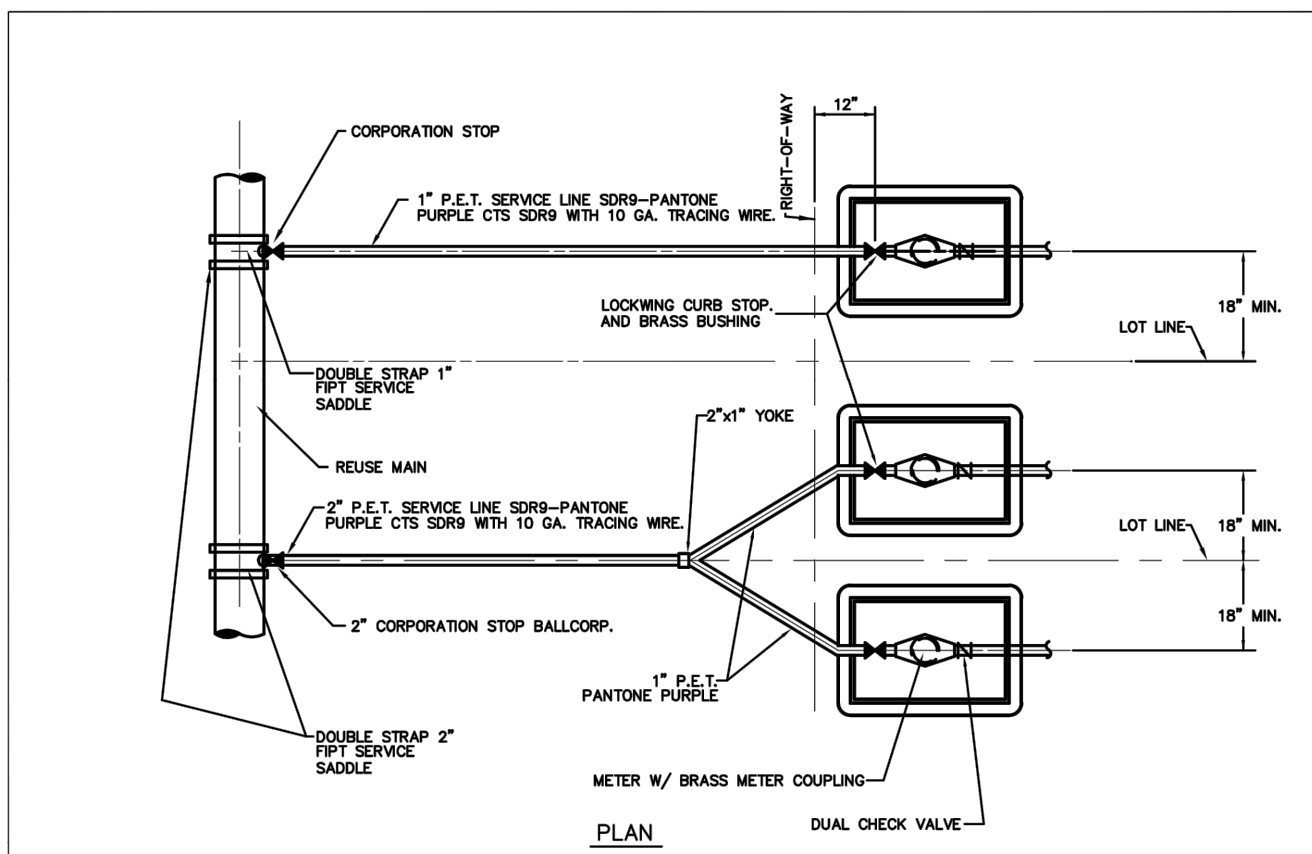 CORPORATION STOP
1" P.E.T. SERVICE LINE SDR9-PANTONE
PURPLE CTS SDR9 WITH 10 GA. TRACING WIRE.
RIGHT-OF-WAY
12"
LOCKWING CURB STOP.
AND BRASS BUSHING
18" MIN.
LOT LINE
DOUBLE STRAP 1"
FIPT SERVICE
SADDLE
2"x1" YOKE
REUSE MAIN
2" P.E.T. SERVICE LINE SDR9-PANTONE
PURPLE CTS SDR9 WITH 10 GA. TRACING WIRE.
18" MIN.
LOT LINE
18" MIN.
2" CORPORATION STOP BALLCORP.
1" P.E.T.
PANTONE PURPLE
DOUBLE STRAP 2"
FIPT SERVICE
SADDLE
METER W/ BRASS METER COUPLING
DUAL CHECK VALVE
PLAN